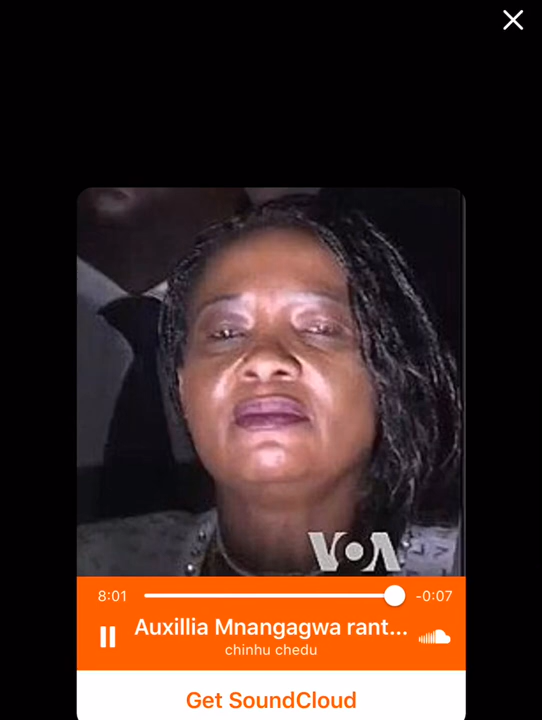 VOA
8:01
-0:07
Auxillia Mnangagwa rant...
chinhu chedu
Get SoundCloud